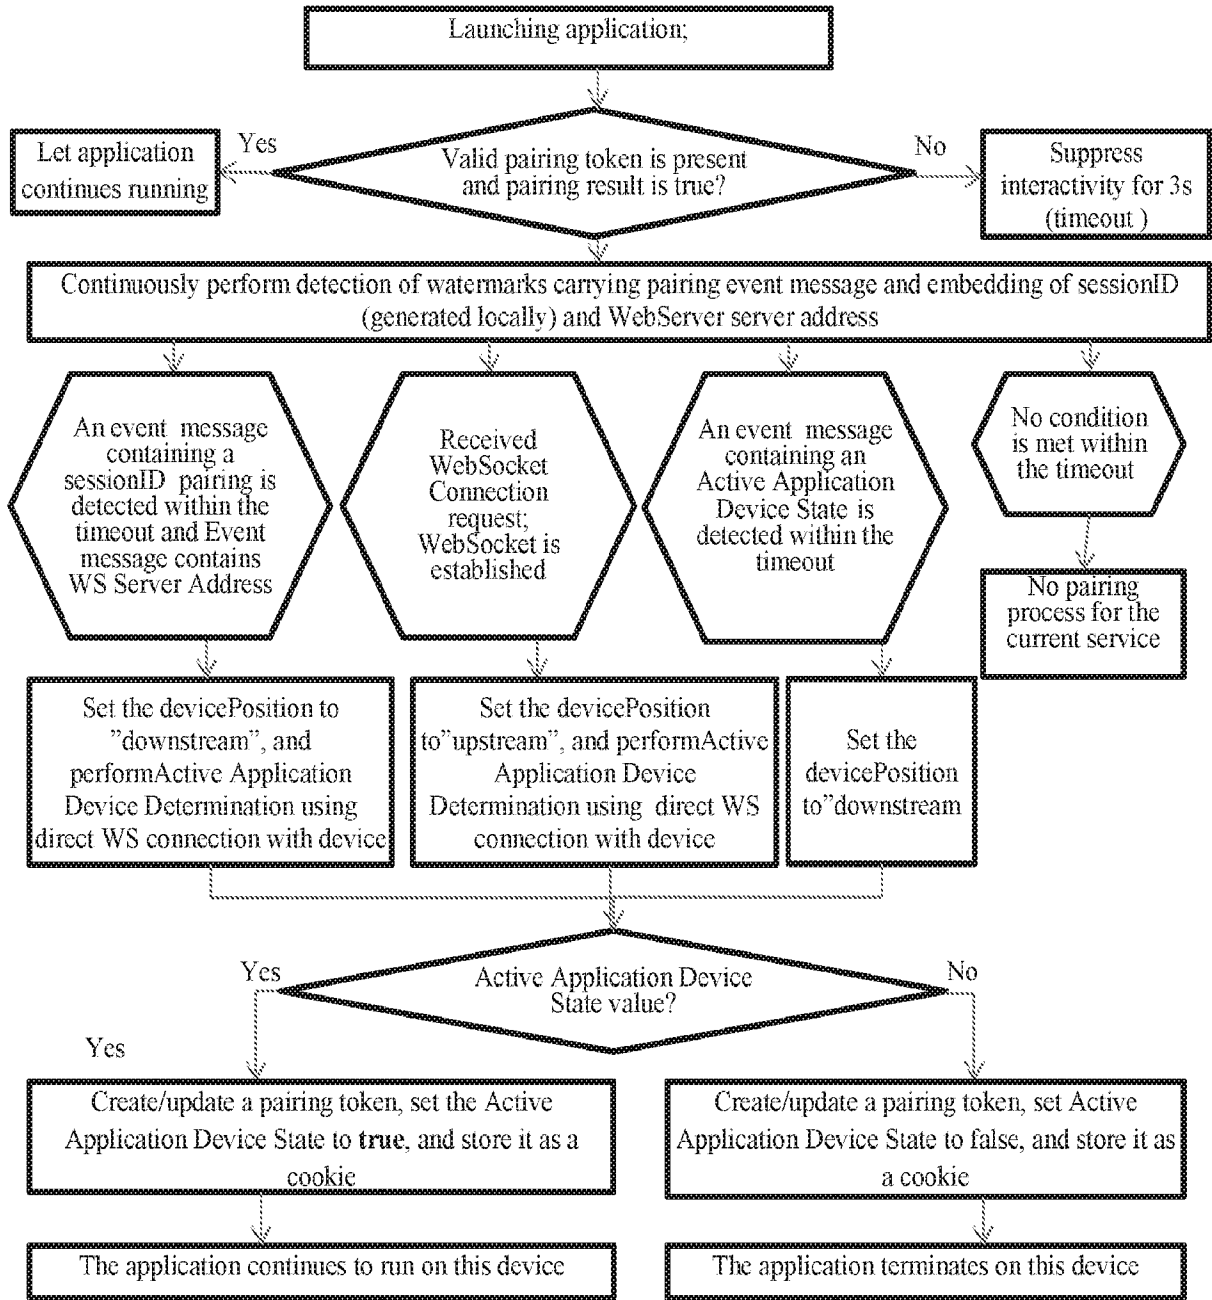 Launching application;
Yes
No
Let application
continues running
Valid pairing token is present
and pairing result is true?
Suppress
interactivity for 3s
(timeout )
Continuously perform detection of watermarks carrying pairing event message and embedding of sessionID
(generated locally) and WebServer server address
An event message
containing a
sessionID pairing is
detected within the
timeout and Event
message contains
WS Server Address
Received
WebSocket
Connection
request;
WebSocket is
established
An event message
containing an
Active Application
Device State is
detected within the
timeout
No condition
is met within
the timeout
No pairing
process for the
current service
Set the devicePosition to
”downstream”, and
performActive Application
Device Determination using
direct WS connection with device
Set the devicePosition
to”upstream”, and performActive
Application Device
Determination using direct WS
connection with device
Set the
devicePosition
to”downstream
Yes
No
Active Application Device
State value?
Yes
Create/update a pairing token, set the Active
Application Device State to true, and store it as a
cookie
Create/update a pairing token, set Active
Application Device State to false, and store it as
a cookie
The application continues to run on this device
The application terminates on this device